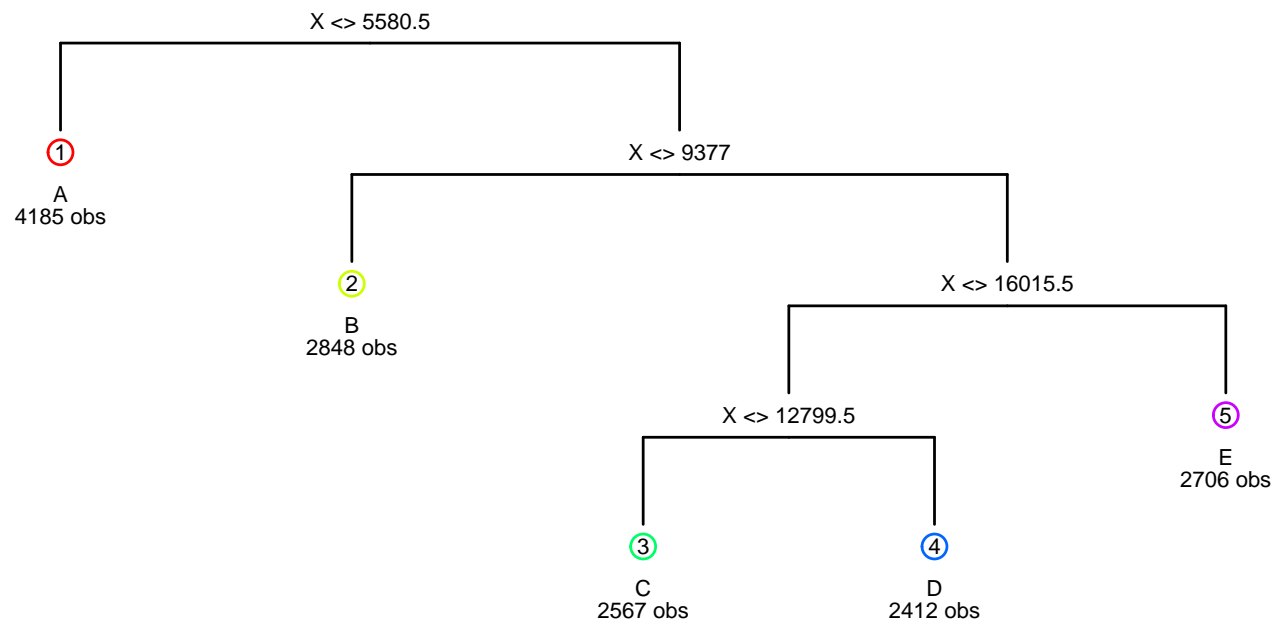 X <> 5580.5
1
A
4185 obs
X <> 9377
2
B
2848 obs
X <> 16015.5
X <> 12799.5
3
C
2567 obs
4
D
2412 obs
5
E
2706 obs